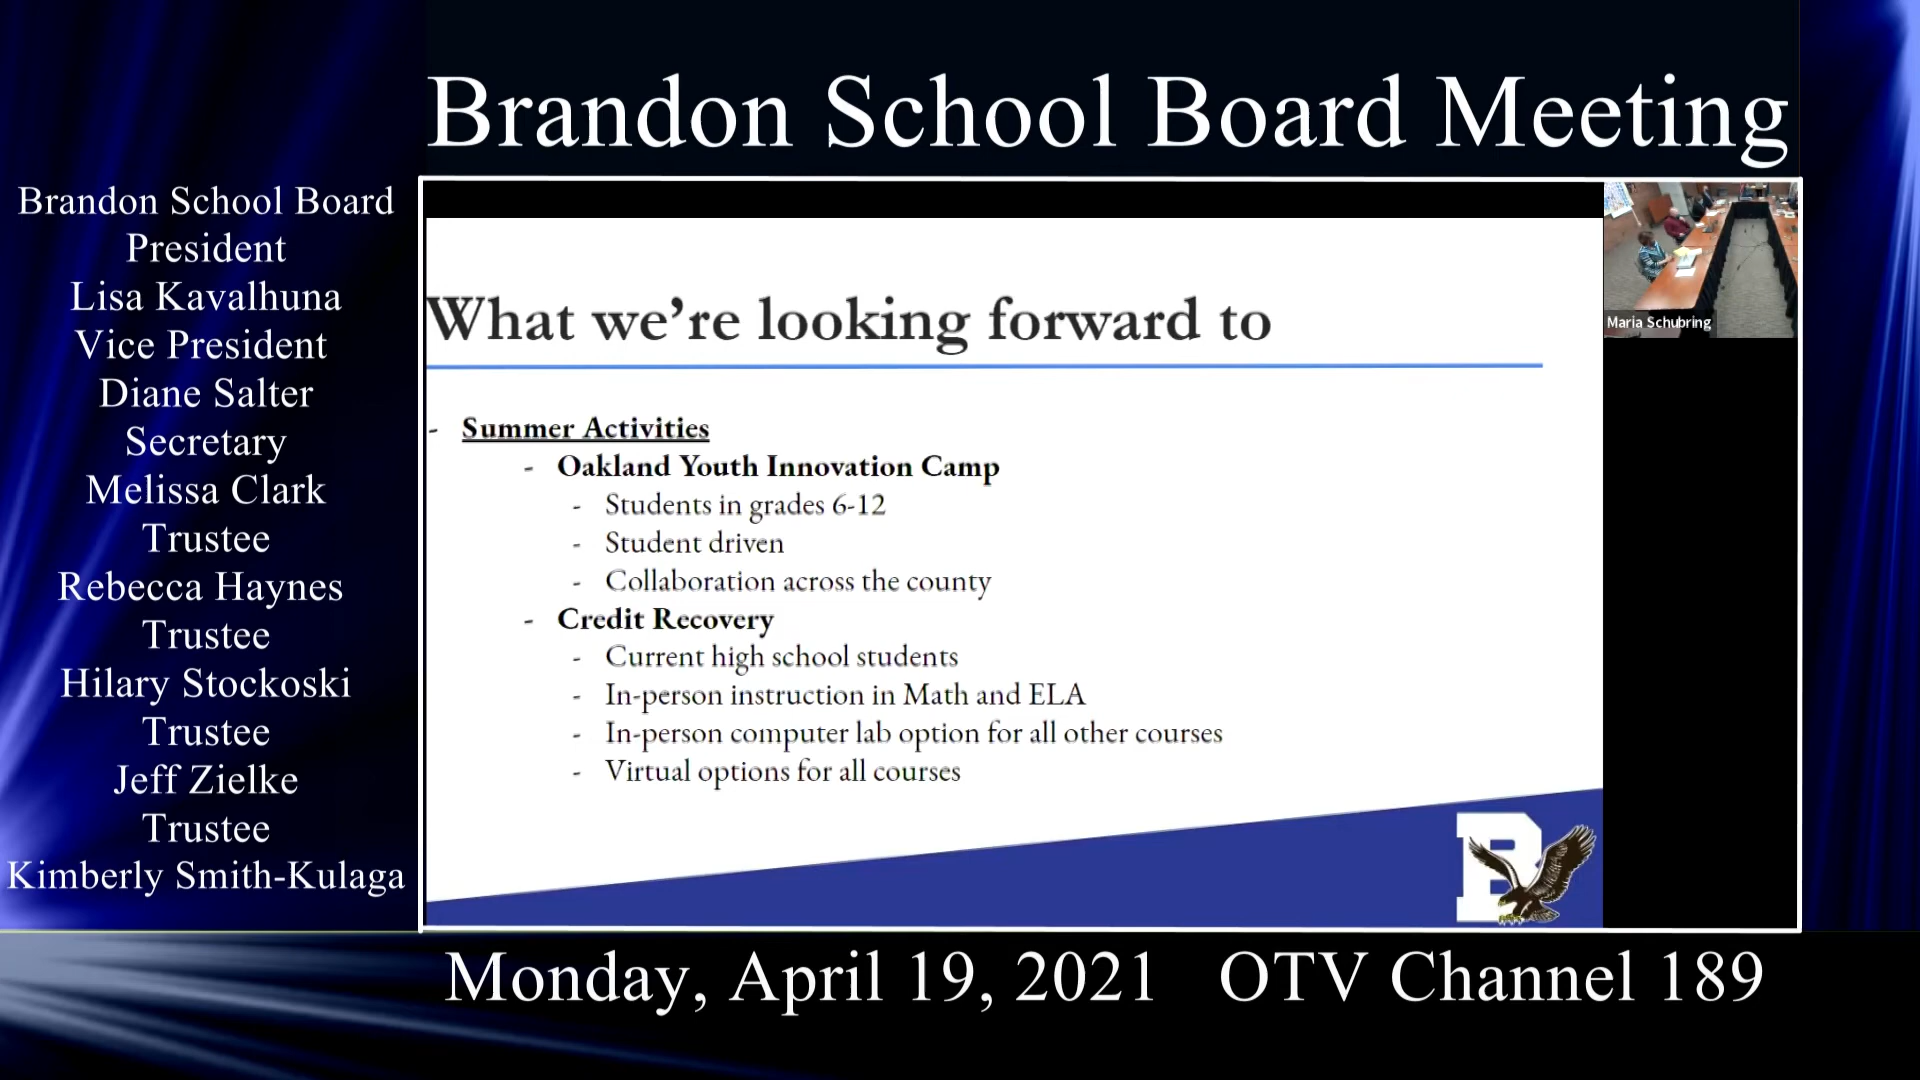 Brandon School Board Meeting
Brandon School Board
President
Lisa Kavalhuna
Vice President
Diane Salter
Secretary
Melissa Clark
Trustee
Rebecca Haynes
Trustee
Hilary Stockoski
Trustee
Jeff Zielke
Trustee
Kimberly Smith-Kulaga
What we're looking forward to
- Summer Activities
- Oakland Youth Innovation Camp
- Students in grades 6-12
- Student driven
- Collaboration across the county
- Credit Recovery
- Current high school students
- In-person instruction in Math and ELA
- In-person computer lab option for all other courses
- Virtual options for all courses
B
Maria Schubring
Monday, April 19, 2021 OTV Channel 189